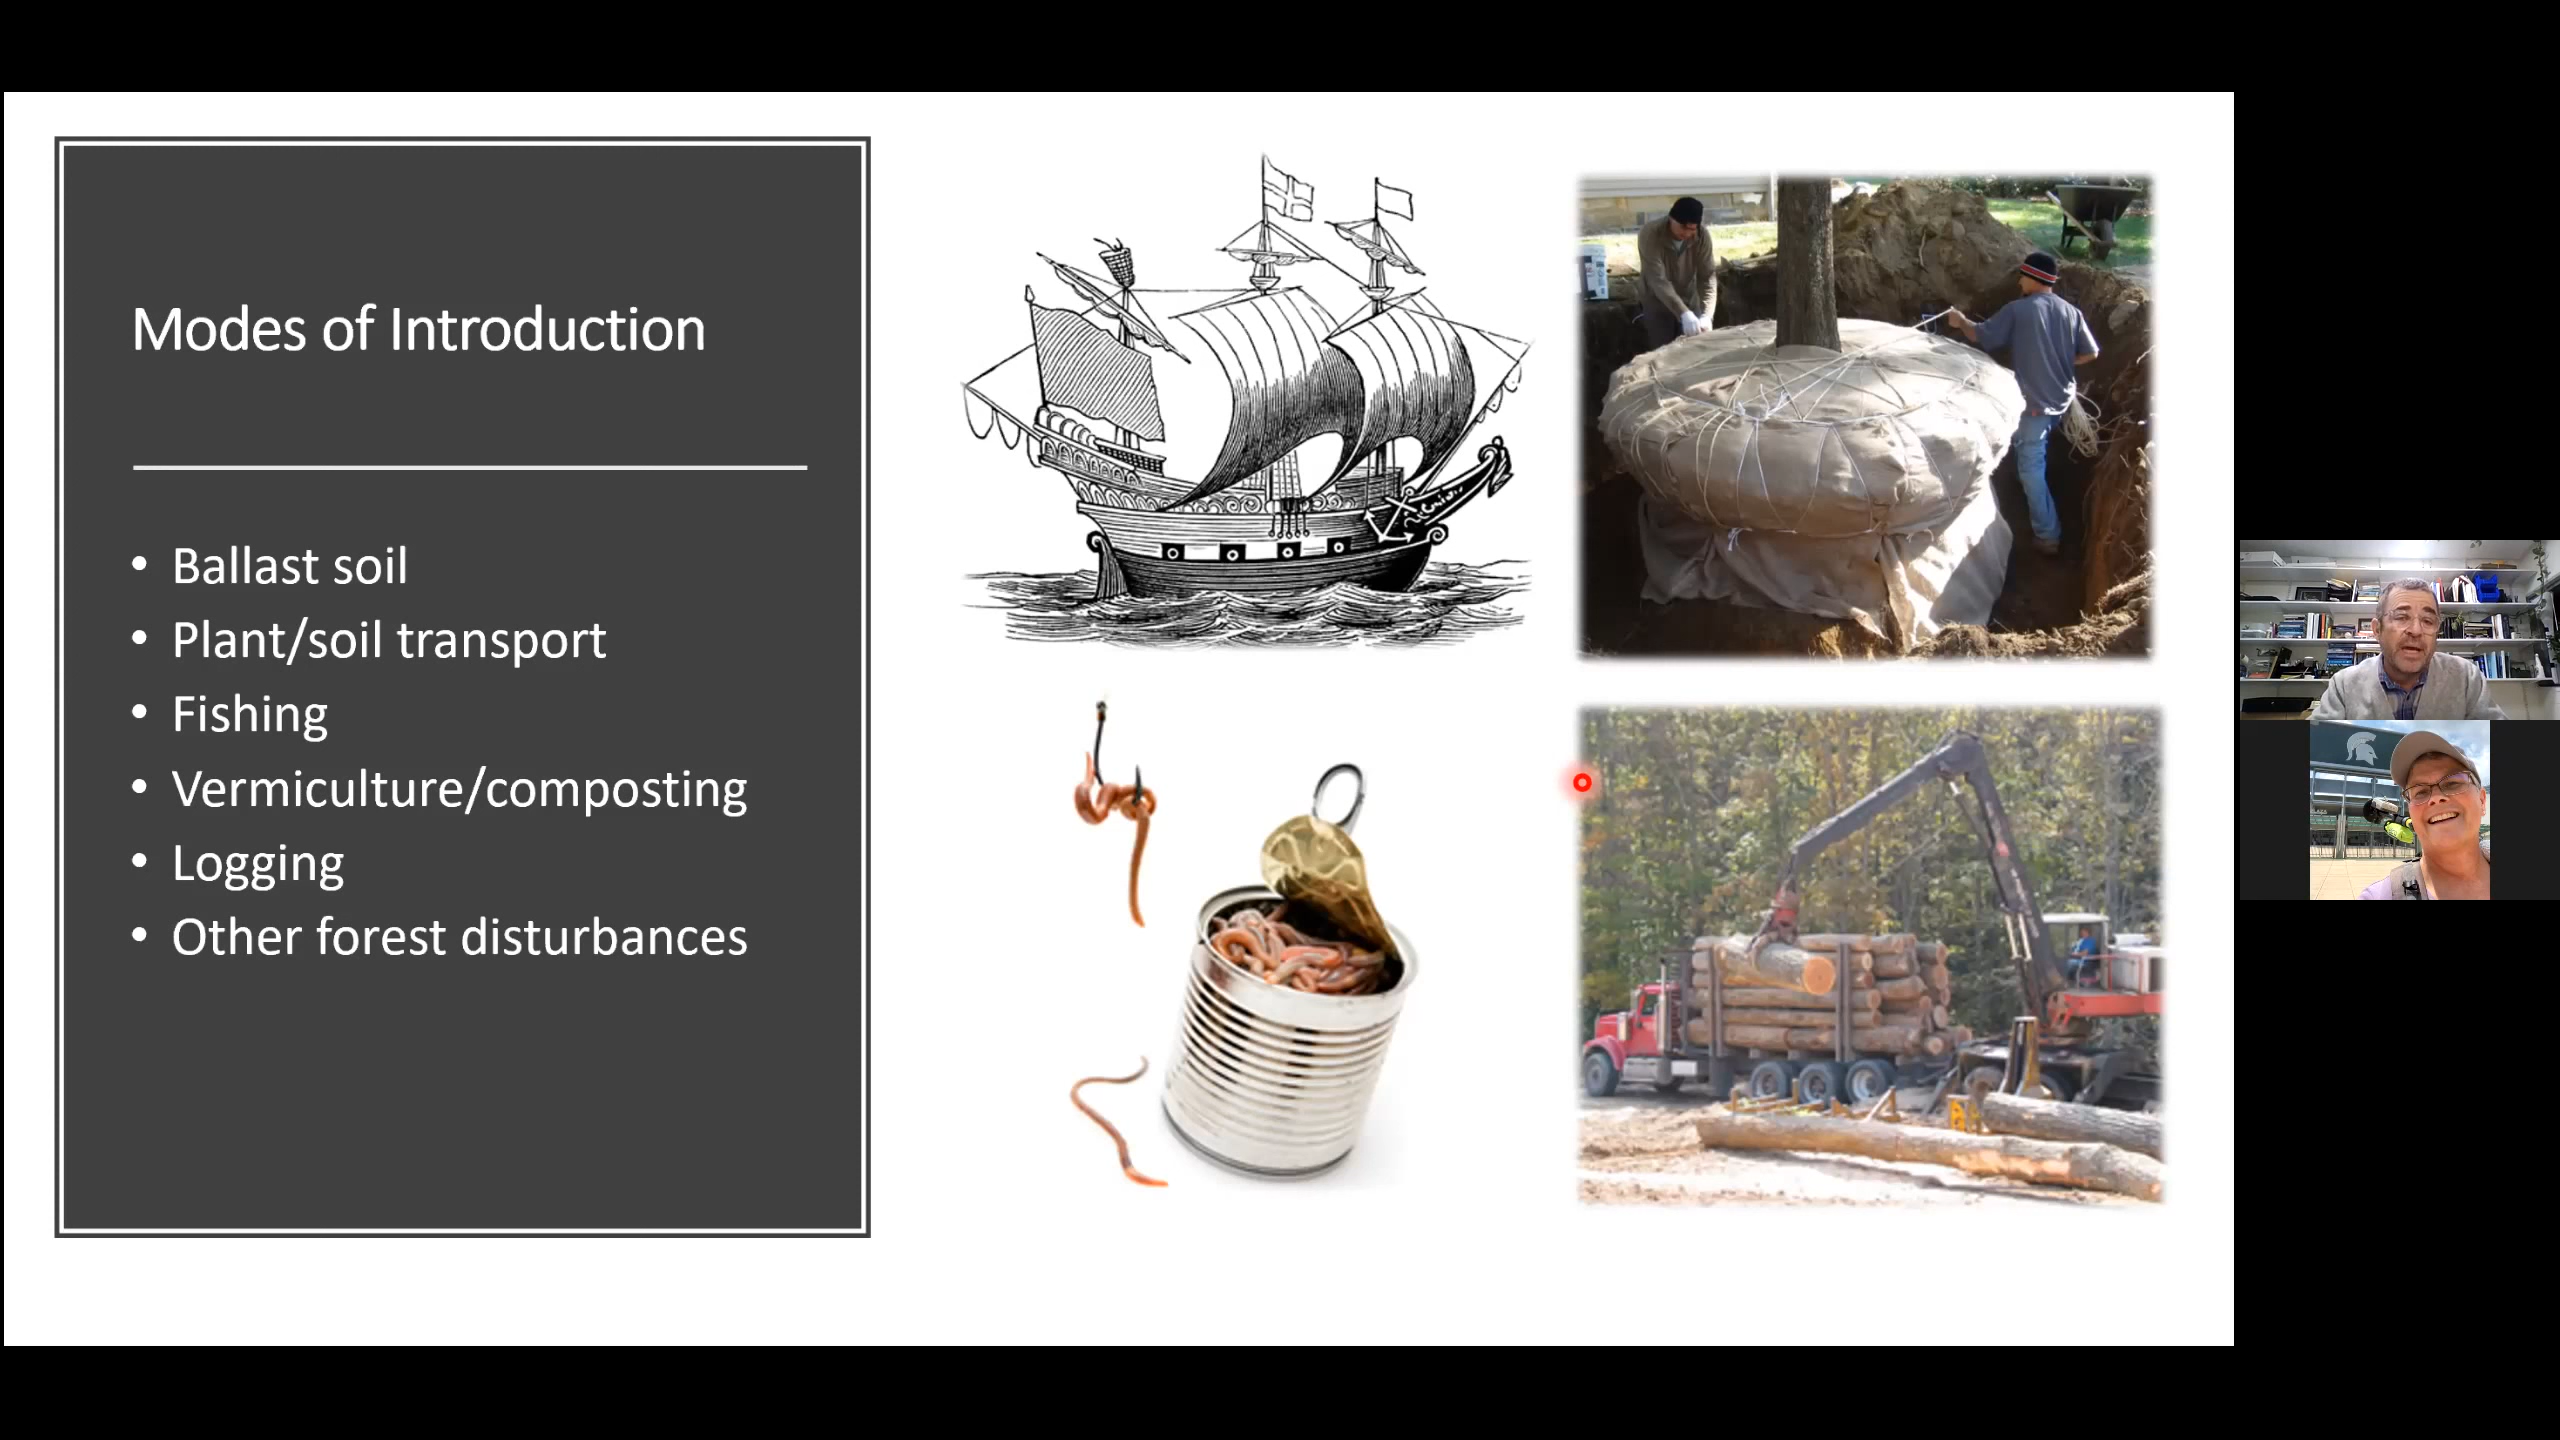 Modes of Introduction
• Ballast soil
• Plant/soil transport
• Fishing
• Vermiculture/composting
• Logging
• Other forest disturbances